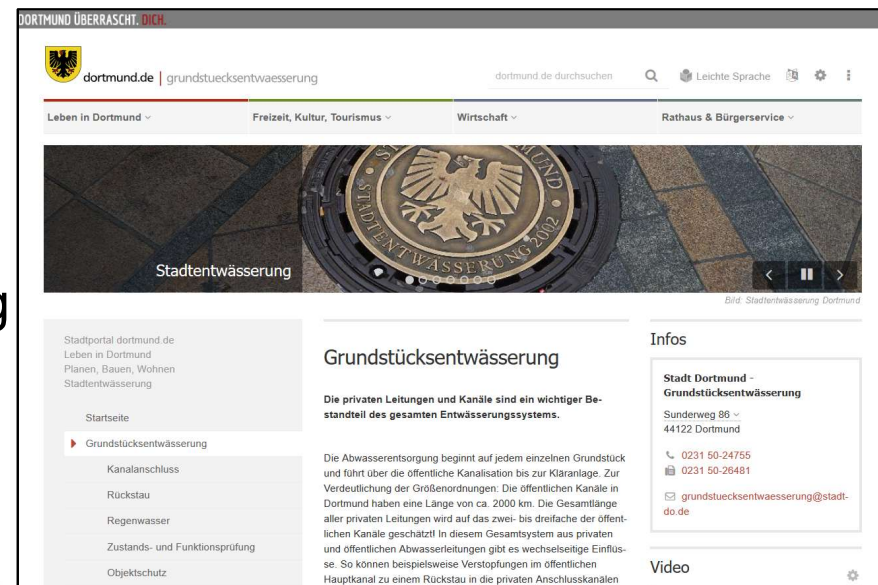 DORTMUND ÜBERRASCHT. DICH.
dortmund.de | grundstuecksentwaesserung
dortmund.de durchsuchen
Leichte Sprache
Leben in Dortmund
Freizeit, Kultur, Tourismus
Wirtschaft
Rathaus & Bürgerservice
STADTENTWÄSSERUNG 2002
DORTMUND
Stadtentwässerung
Bild: Stadtentwässerung Dortmund
g
Stadtportal dortmund.de
Leben in Dortmund
Planen, Bauen, Wohnen
Stadtentwässerung
Startseite
Grundstücksentwässerung
Kanalanschluss
Rückstau
Regenwasser
Zustands- und Funktionsprüfung
Objektschutz
Grundstücksentwässerung
Die privaten Leitungen und Kanäle sind ein wichtiger Be-
standteil des gesamten Entwässerungssystems.
Die Abwasserentsorgung beginnt auf jedem einzelnen Grundstück
und führt über die öffentliche Kanalisation bis zur Kläranlage. Zur
Verdeutlichung der Größenordnungen: Die öffentlichen Kanäle in
Dortmund haben eine Länge von ca. 2000 km. Die Gesamtlänge
aller privaten Leitungen wird auf das zwei- bis dreifache der öffent-
lichen Kanäle geschätzt! In diesem Gesamtsystem aus privaten
und öffentlichen Abwasserleitungen gibt es wechselseitige Einflüs-
se. So können beispielsweise Verstopfungen im öffentlichen
Hauptkanal zu einem Rückstau in die privaten Anschlusskanälen
Infos
Stadt Dortmund -
Grundstücksentwässerung
Sunderweg 86
44122 Dortmund
0231 50-24755
0231 50-26481
grundstuecksentwaesserung@stadt-
do.de
Video